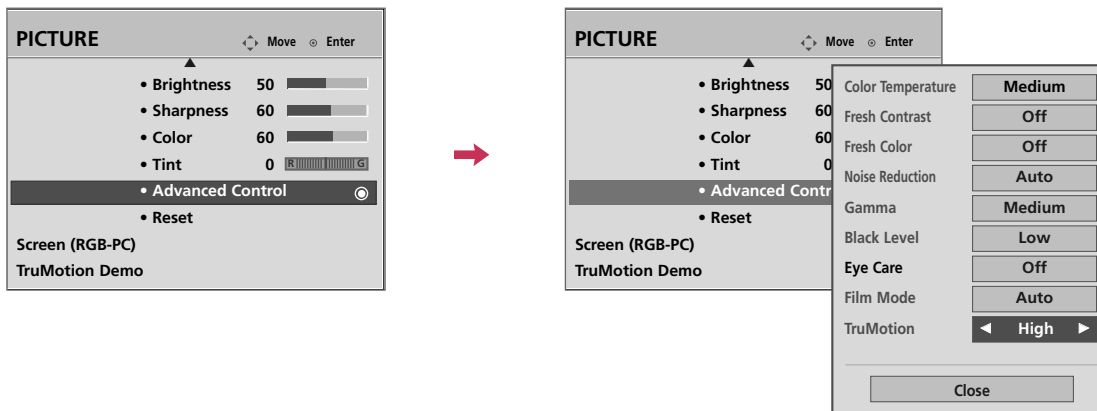 PICTURE Move Enter
• Brightness 50
• Sharpness 60
• Color 60
• Tint 0 R G
• Advanced Control
• Reset
Screen (RGB-PC)
TruMotion Demo
PICTURE Move Enter
• Brightness 50
• Sharpness 60
• Color 60
• Tint 0
• Advanced Contr
• Reset
Screen (RGB-PC)
TruMotion Demo
Color Temperature Medium
Fresh Contrast Off
Fresh Color Off
Noise Reduction Auto
Gamma Medium
Black Level Low
Eye Care Off
Film Mode Auto
TruMotion ◀ High ▶
Close